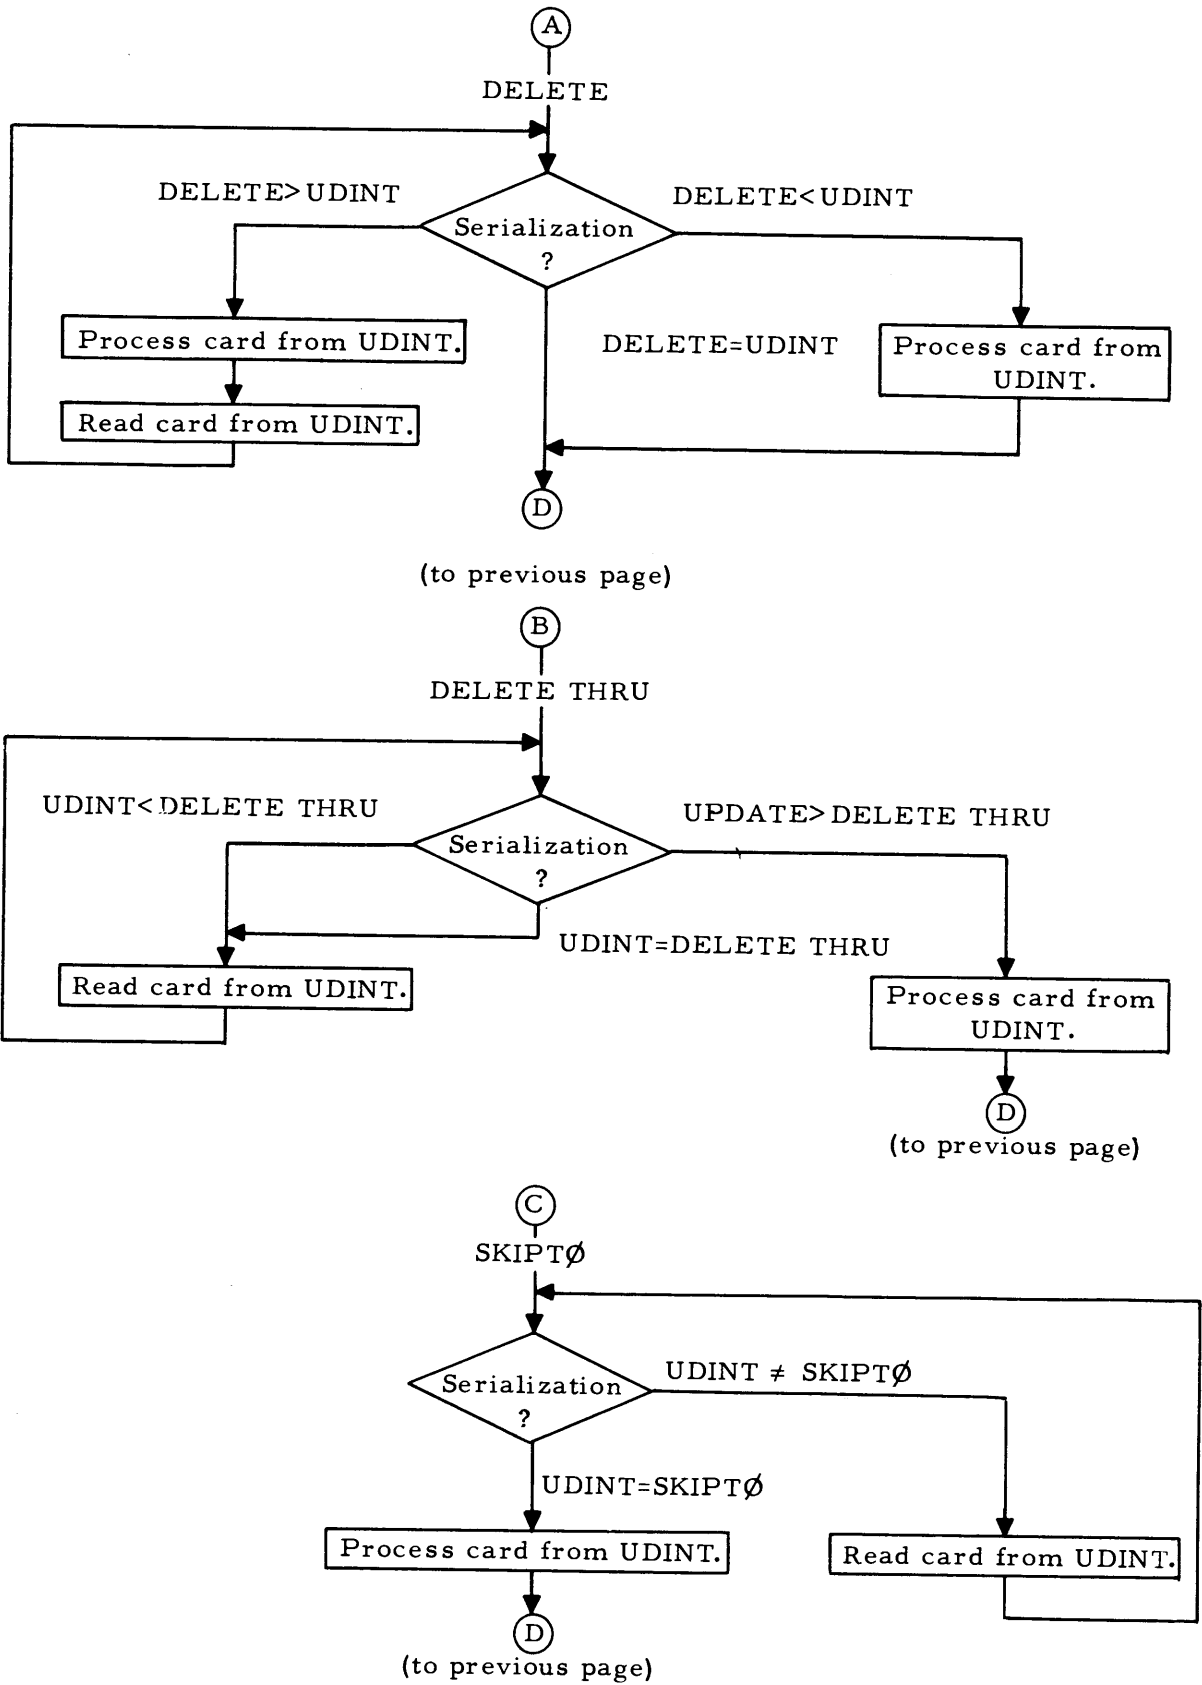 A
DELETE
DELETE>UDINT
DELETE<UDINT
Serialization
?
Process card from UDINT.
DELETE=UDINT
Process card from
UDINT.
Read card from UDINT.
D
(to previous page)
B
DELETE THRU
UDINT<DELETE THRU
UPDATE>DELETE THRU
Serialization
?
UDINT=DELETE THRU
Read card from UDINT.
Process card from
UDINT.
D
(to previous page)
C
SKIPTØ
UDINT ≠ SKIPTØ
Serialization
?
UDINT=SKIPTØ
Process card from UDINT.
Read card from UDINT.
D
(to previous page)